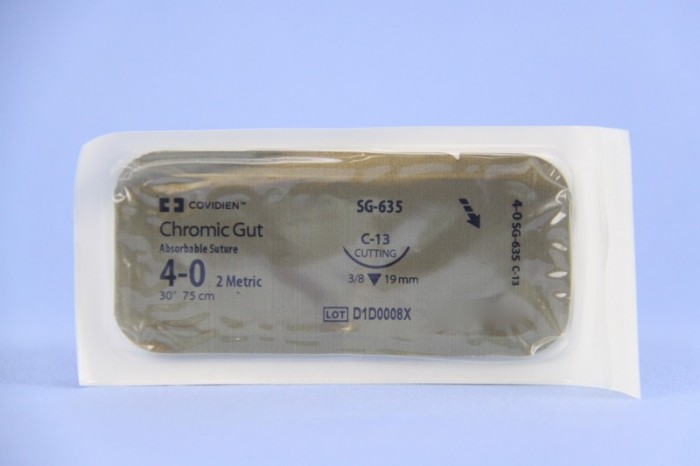 COVIDIEN™
Chromic Gut
Absorbable Suture
4-0 2 Metric
30" 75 cm
SG-635
C-13
CUTTING
3/8 19 mm
LOT D1D0008X
4-0 SG-635 C-13